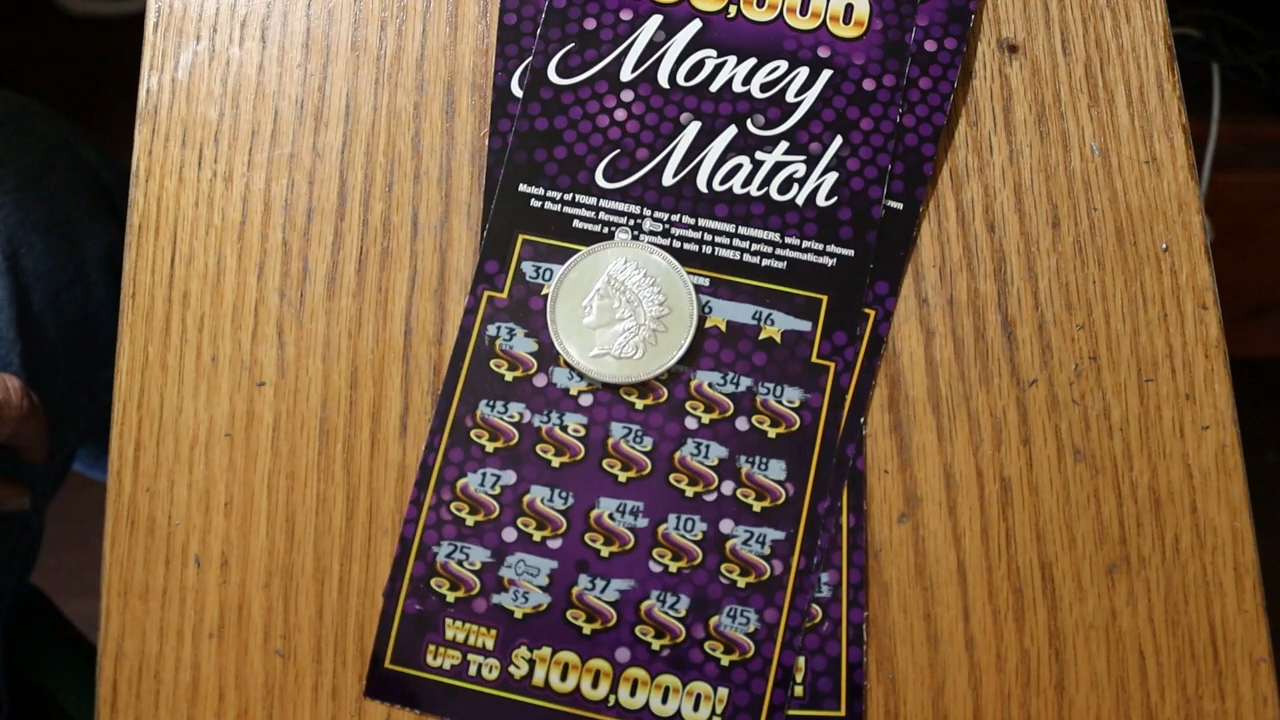 Money
Match
Match any of YOUR NUMBERS to any of the WINNING NUMBERS, win prize shown
for that number. Reveal a " " symbol to win that prize automatically!
Reveal a " " symbol to win 10 TIMES that prize!
30 6 46
13 34 50
43 33 28 31 48
17 19 44 10 24
25 37 42 45
$5
WIN
UP TO $100,000!